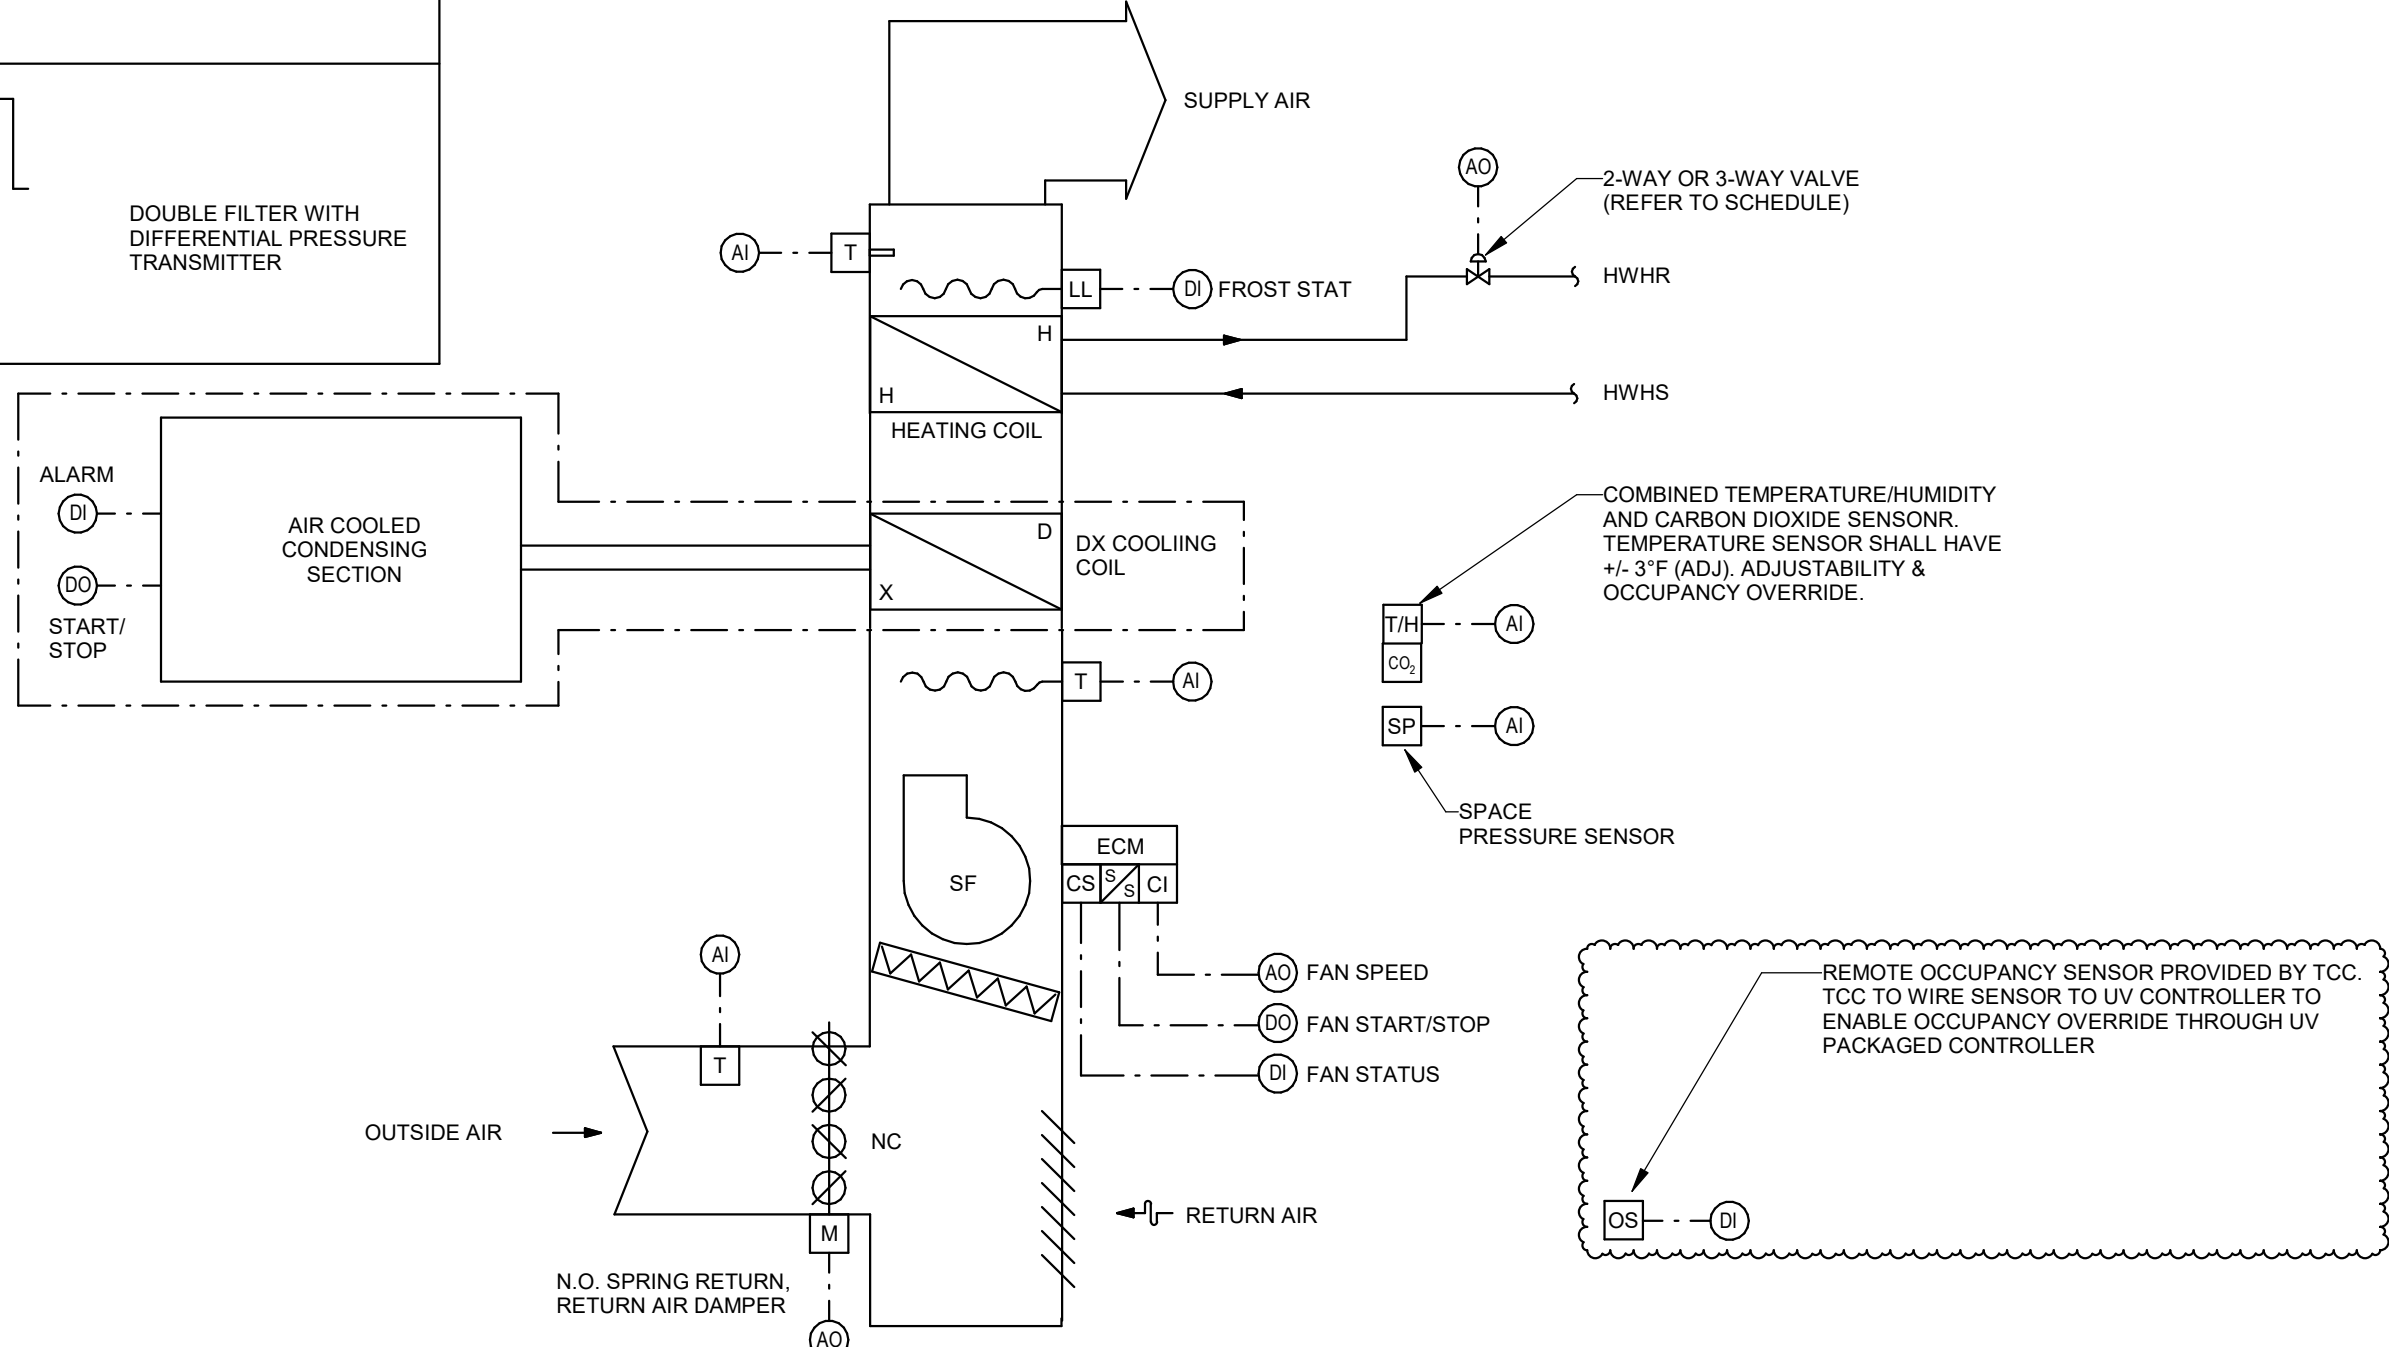 SUPPLY AIR
DOUBLE FILTER WITH
DIFFERENTIAL PRESSURE
TRANSMITTER
AI
T
LL
DI
FROST STAT
AO
2-WAY OR 3-WAY VALVE
(REFER TO SCHEDULE)
HWHR
H
H
HEATING COIL
HWHS
ALARM
DI
DO
START/
STOP
AIR COOLED
CONDENSING
SECTION
D
X
DX COOLIING
COIL
COMBINED TEMPERATURE/HUMIDITY
AND CARBON DIOXIDE SENSONR.
TEMPERATURE SENSOR SHALL HAVE
+/- 3°F (ADJ). ADJUSTABILITY &
OCCUPANCY OVERRIDE.
T/H
AI
CO₂
T
AI
SP
AI
SPACE
PRESSURE SENSOR
SF
ECM
CS
S
S
CI
AO
FAN SPEED
DO
FAN START/STOP
DI
FAN STATUS
AI
T
OUTSIDE AIR
NC
M
RETURN AIR
N.O. SPRING RETURN,
RETURN AIR DAMPER
AO
REMOTE OCCUPANCY SENSOR PROVIDED BY TCC.
TCC TO WIRE SENSOR TO UV CONTROLLER TO
ENABLE OCCUPANCY OVERRIDE THROUGH UV
PACKAGED CONTROLLER
OS
DI